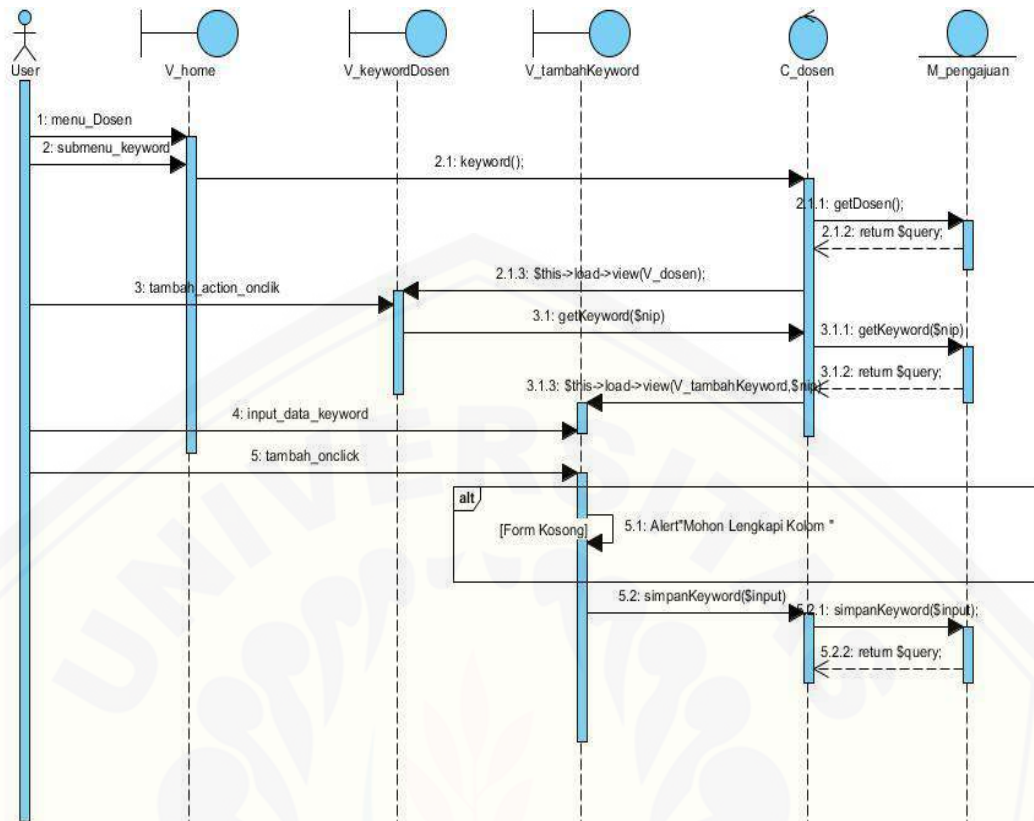 User
V_home
V_keywordDosen
V_tambahKeyword
C_dosen
M_pengajuan
1: menu_Dosen
2: submenu_keyword
2.1: keyword();
2.1.1: getDosen();
2.1.2: return $query;
2.1.3: $this->load->view(V_dosen);
3: tambah_action_onclik
3.1: getKeyword($nip)
3.1.1: getKeyword($nip)
3.1.2: return $query;
3.1.3: $this->load->view(V_tambahKeyword,$nip)
4: input_data_keyword
5: tambah_onclick
alt
[Form Kosong]
5.1: Alert"Mohon Lengkapi Kolom "
5.2: simpanKeyword($input)
5.2.1: simpanKeyword($input);
5.2.2: return $query;
UNIVERSITAS